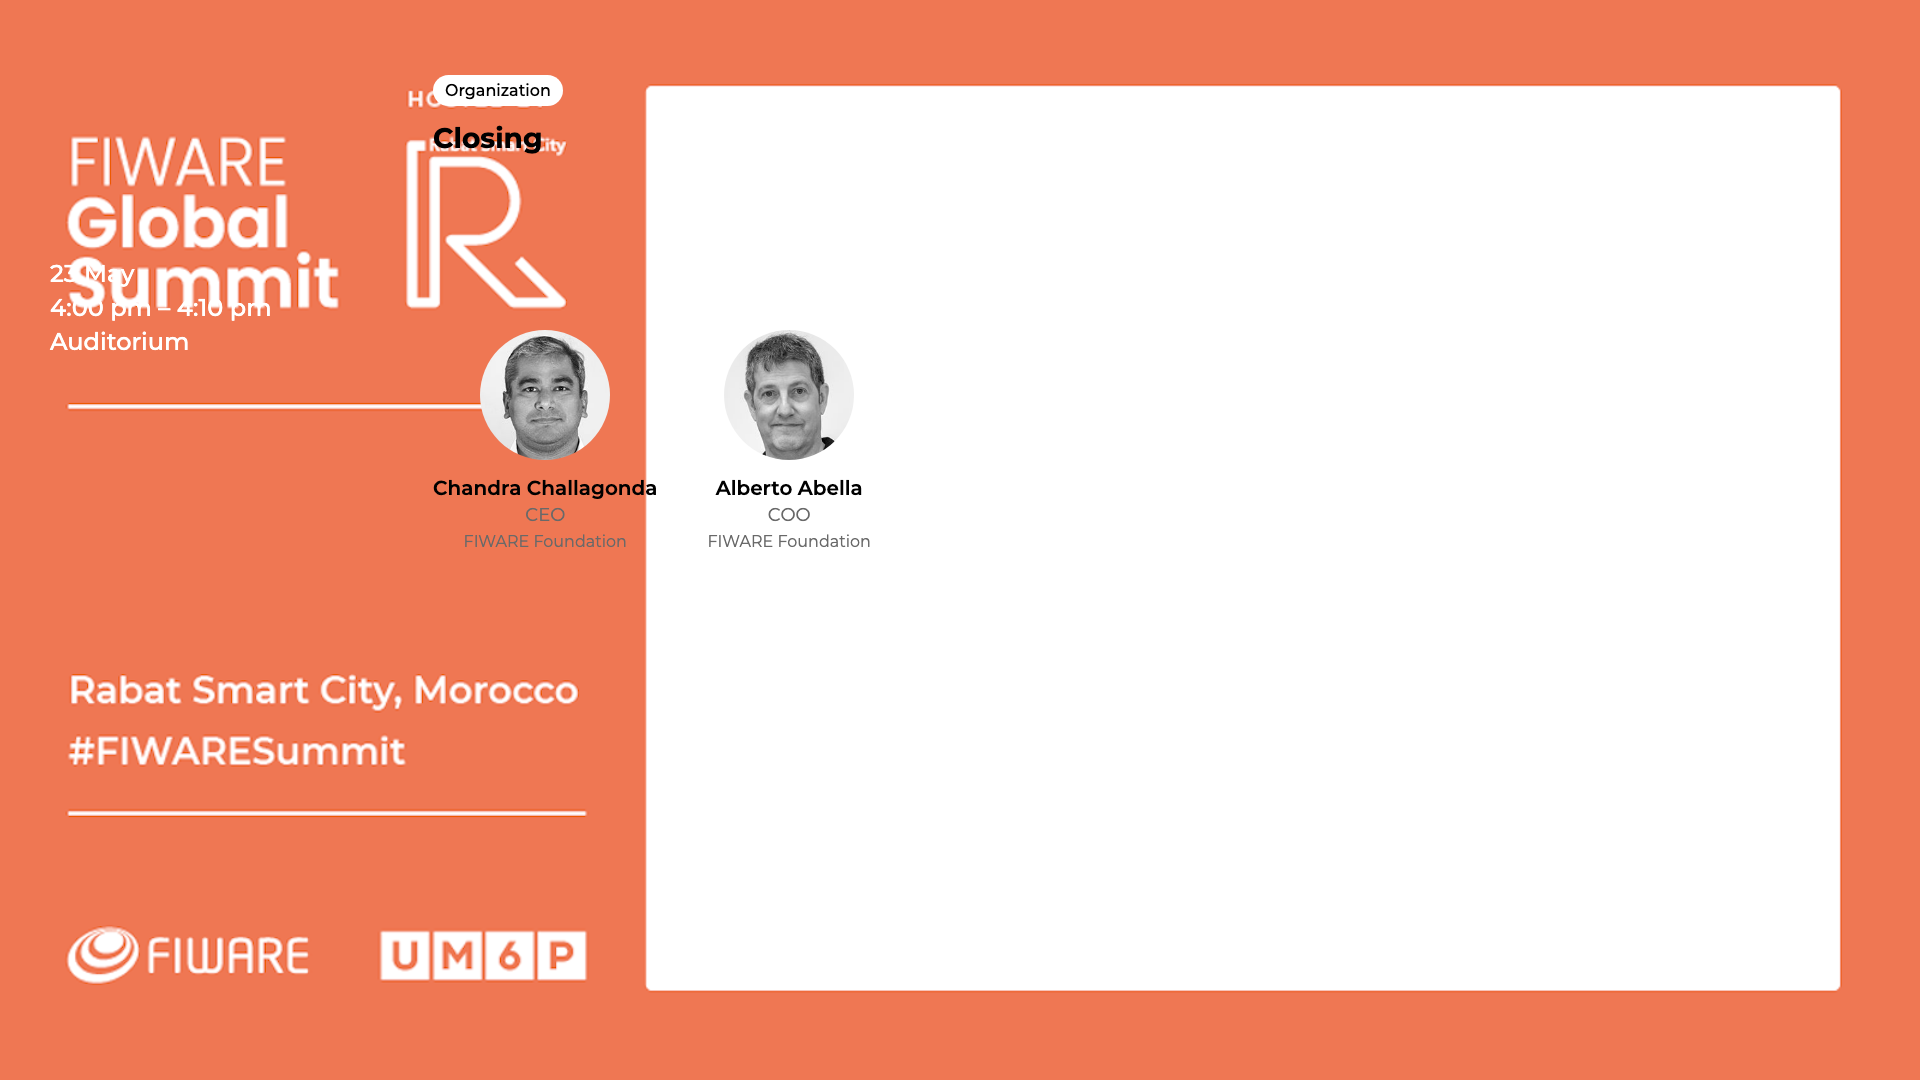 Organization
Closing
FIWARE
Global
Summit
23 May
4:00 pm – 4:10 pm
Auditorium
Chandra Challagonda
CEO
FIWARE Foundation
Alberto Abella
COO
FIWARE Foundation
Rabat Smart City, Morocco
#FIWARESummit
FIWARE
UM6P